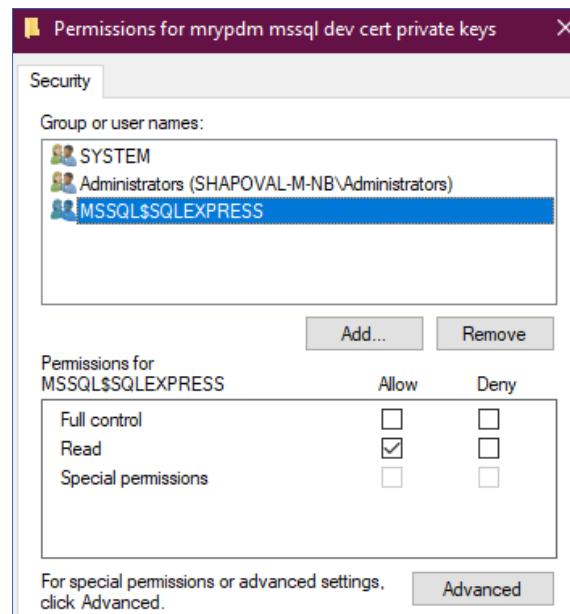 Permissions for mrypdm mssql dev cert private keys
Security
Group or user names:
SYSTEM
Administrators (SHAPOVAL-M-NB\Administrators)
MSSQL$SQLEXPRESS
Add... Remove
Permissions for
MSSQL$SQLEXPRESS Allow Deny
Full control
Read
Special permissions
For special permissions or advanced settings,
click Advanced.
Advanced